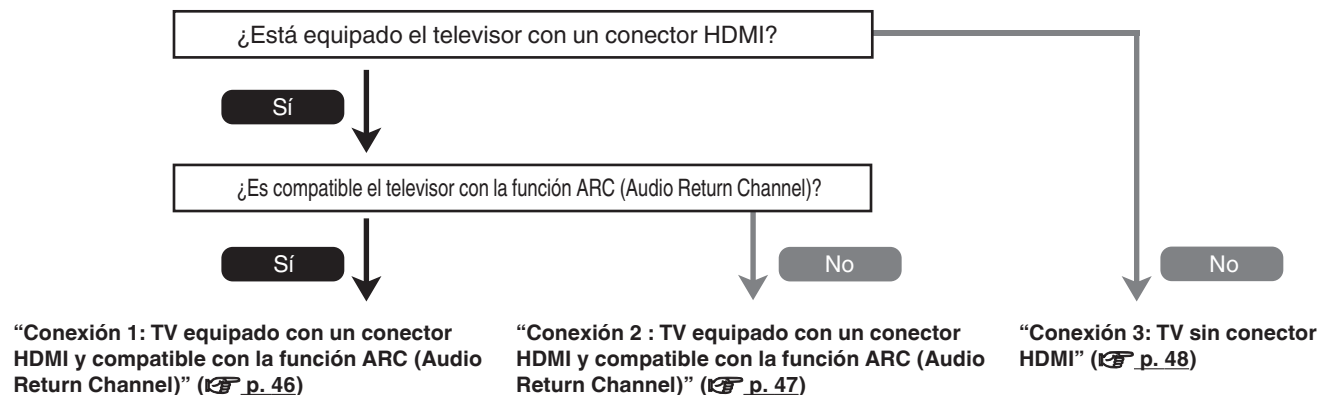 ¿Está equipado el televisor con un conector HDMI?
Sí
¿Es compatible el televisor con la función ARC (Audio Return Channel)?
Sí
No
No
“Conexión 1: TV equipado con un conector
HDMI y compatible con la función ARC (Audio
Return Channel)” (☞ p. 46)
“Conexión 2 : TV equipado con un conector
HDMI y compatible con la función ARC (Audio
Return Channel)” (☞ p. 47)
“Conexión 3: TV sin conector
HDMI” (☞ p. 48)